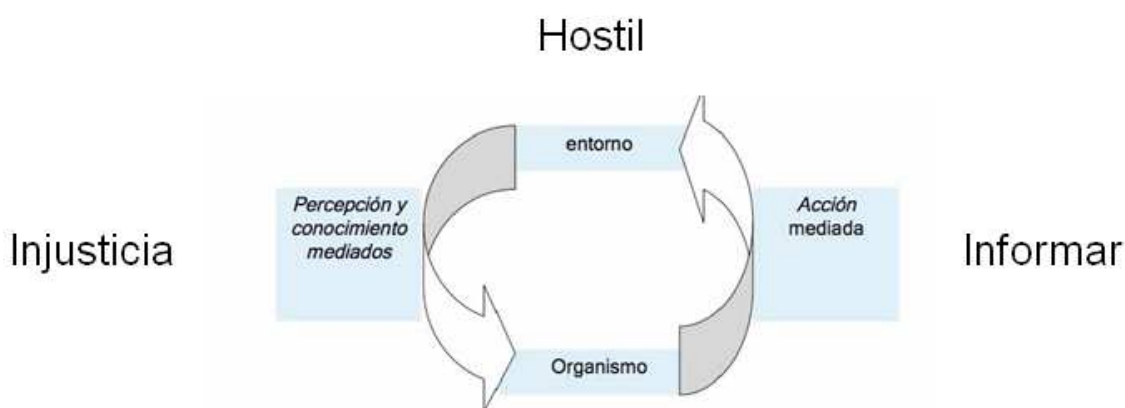 Hostil
entorno
Percepción y
conocimiento
mediados
Acción
mediada
Injusticia
Informar
Organismo